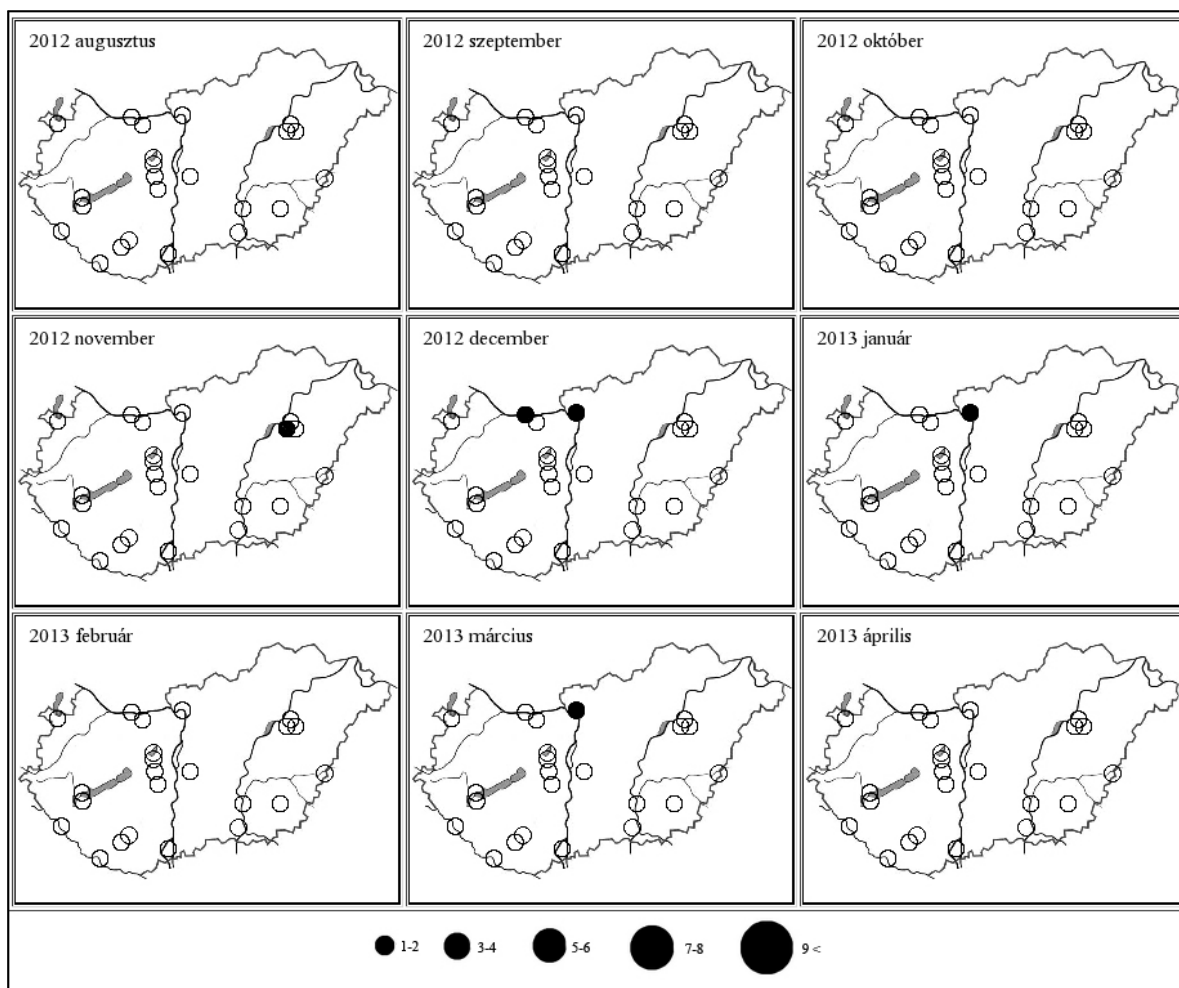 2012 augusztus
2012 szeptember
2012 október
2012 november
2012 december
2013 január
2013 február
2013 március
2013 április
1-2
3-4
5-6
7-8
9 <